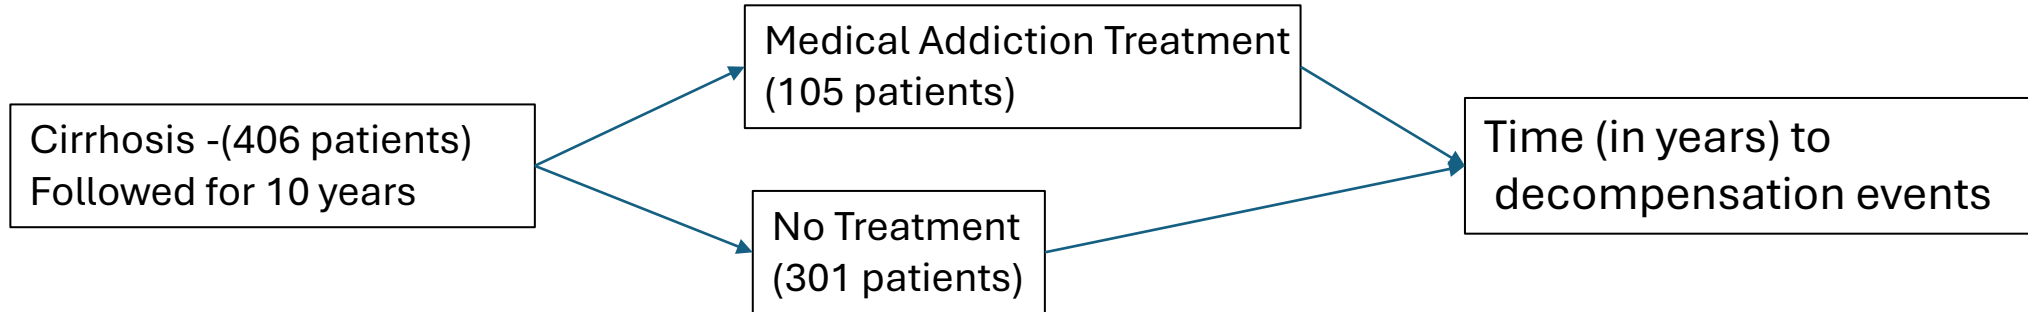 Cirrhosis -(406 patients)
Followed for 10 years
Medical Addiction Treatment
(105 patients)
No Treatment
(301 patients)
Time (in years) to
decompensation events